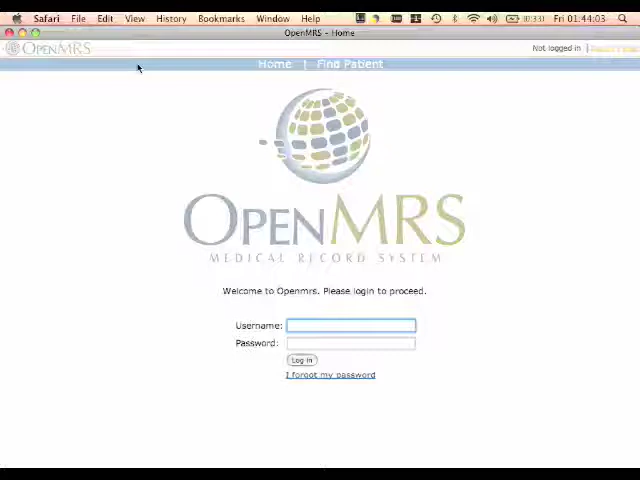 Safari File Edit View History Bookmarks Window Help Fri 01:44:03
OpenMRS - Home
OPENMRS Not logged in |
Home | Find Patient
OPENMRS
MEDICAL RECORD SYSTEM
Welcome to Openmrs. Please login to proceed.
Username:
Password:
Log in
I forgot my password